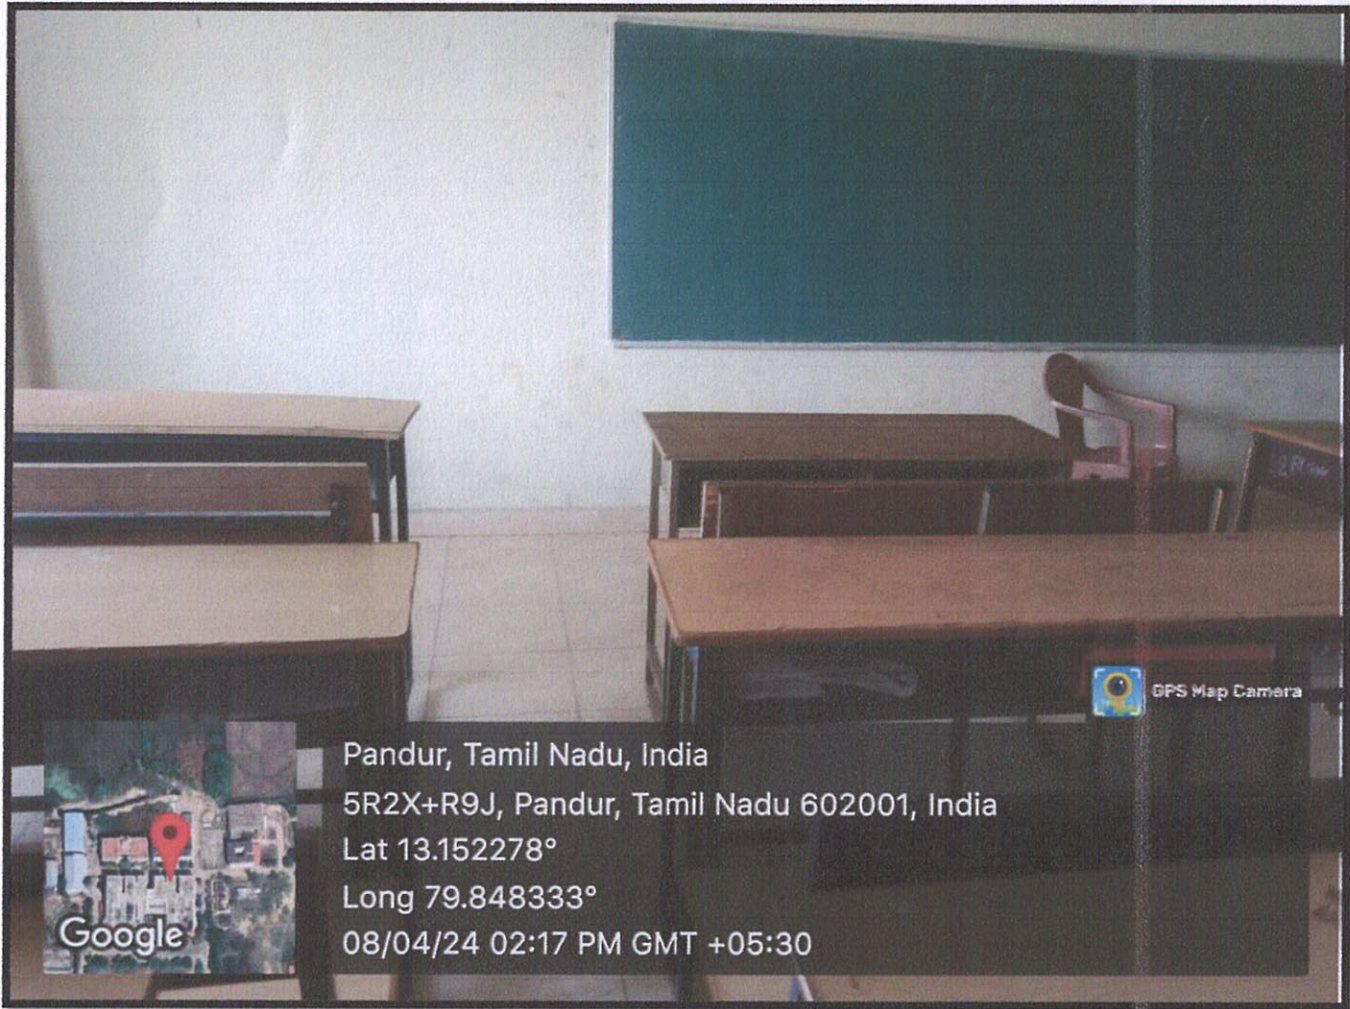 GPS Map Camera
Pandur, Tamil Nadu, India
5R2X+R9J, Pandur, Tamil Nadu 602001, India
Lat 13.152278°
Long 79.848333°
08/04/24 02:17 PM GMT +05:30
Google